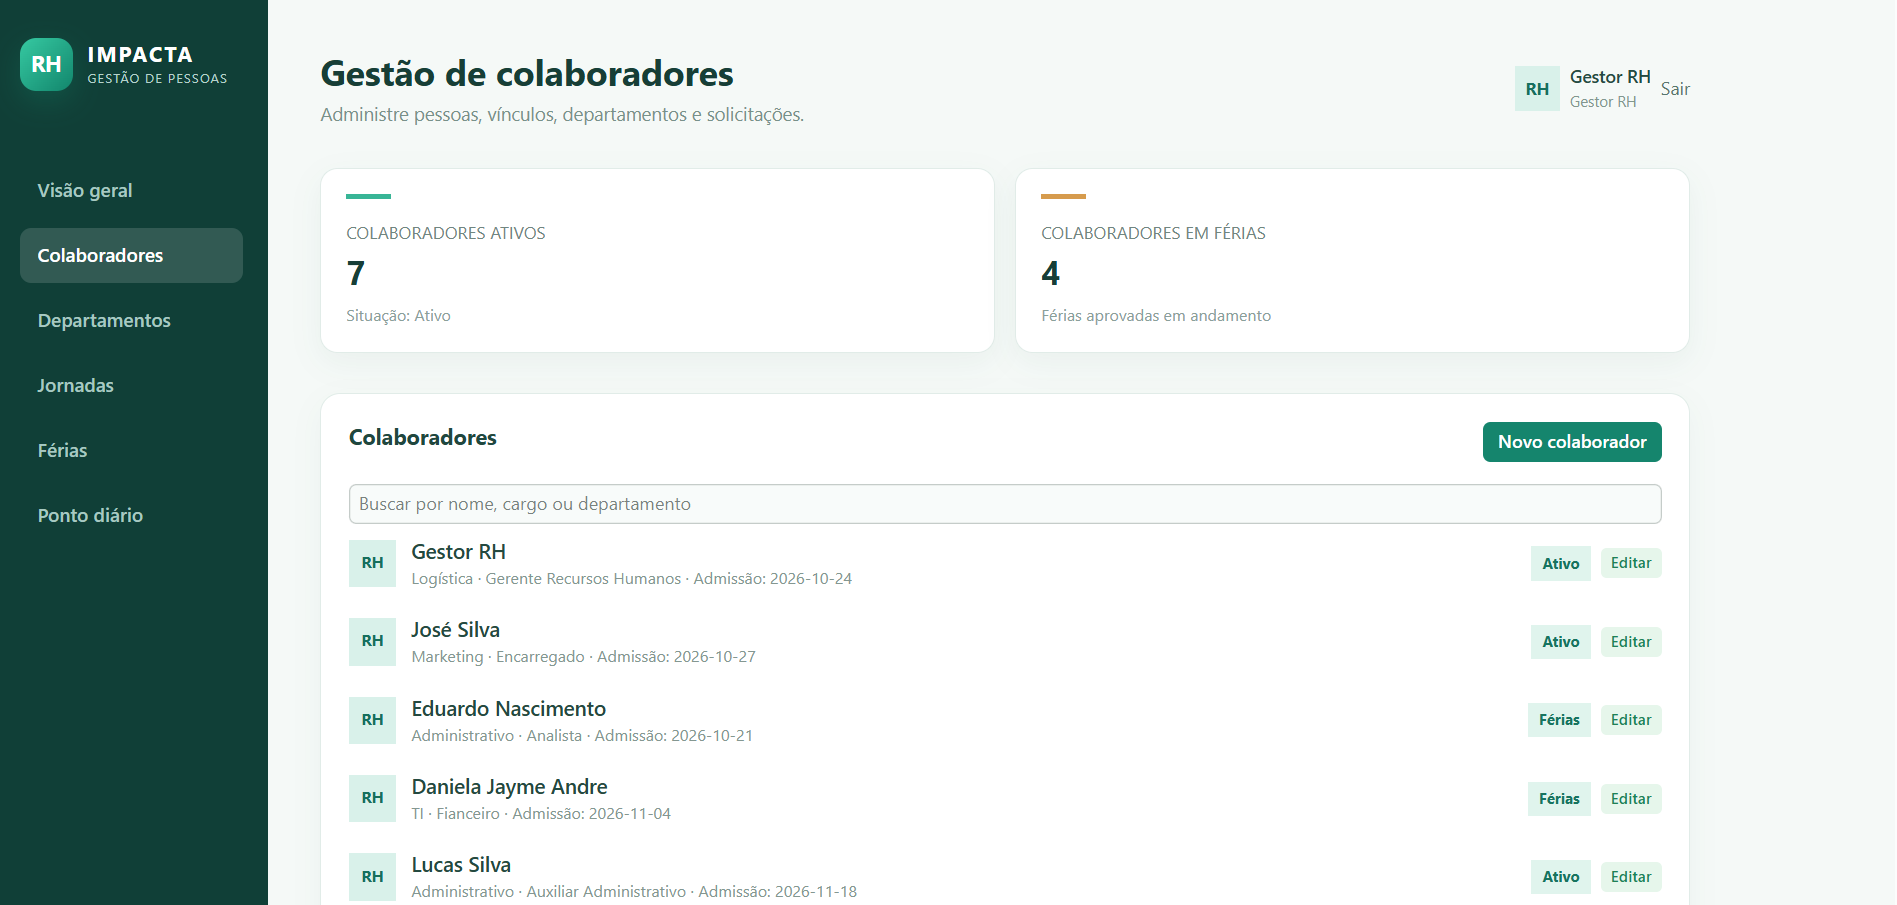 RH
IMPACTA
GESTÃO DE PESSOAS
Visão geral
Colaboradores
Departamentos
Jornadas
Férias
Ponto diário
Gestão de colaboradores
Administre pessoas, vínculos, departamentos e solicitações.
RH
Gestor RH
Gestor RH
Sair
COLABORADORES ATIVOS
7
Situação: Ativo
COLABORADORES EM FÉRIAS
4
Férias aprovadas em andamento
Colaboradores
Novo colaborador
Buscar por nome, cargo ou departamento
RH
Gestor RH
Logística · Gerente Recursos Humanos · Admissão: 2026-10-24
Ativo
Editar
RH
José Silva
Marketing · Encarregado · Admissão: 2026-10-27
Ativo
Editar
RH
Eduardo Nascimento
Administrativo · Analista · Admissão: 2026-10-21
Férias
Editar
RH
Daniela Jayme Andre
TI · Fianceiro · Admissão: 2026-11-04
Férias
Editar
RH
Lucas Silva
Administrativo · Auxiliar Administrativo · Admissão: 2026-11-18
Ativo
Editar